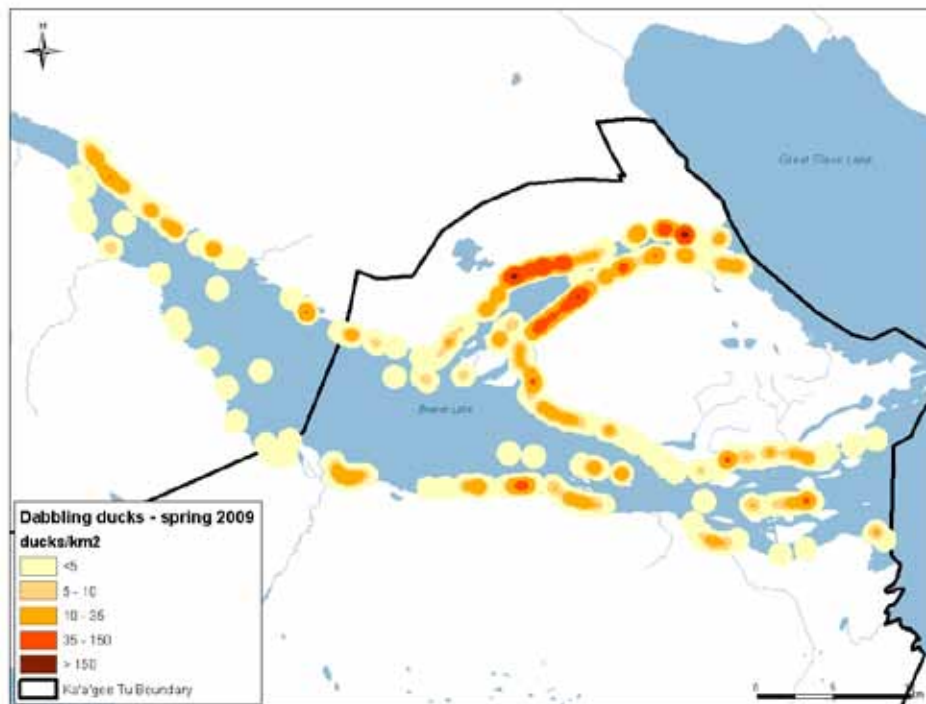 N
Great Slave Lake
Beaver Lake
Dabbling ducks - spring 2009
ducks/km2
<5
5 - 10
10 - 35
35 - 150
> 150
Ka'a'gee Tu Boundary